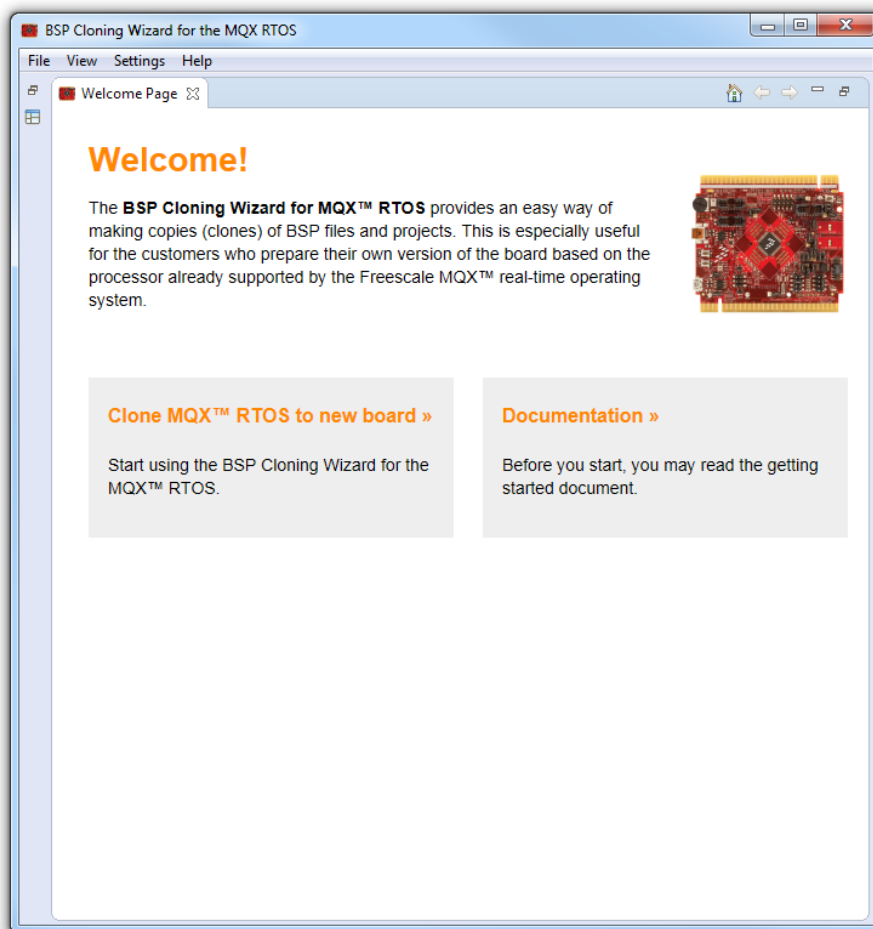 BSP Cloning Wizard for the MQX RTOS
File View Settings Help
Welcome Page
Welcome!
The BSP Cloning Wizard for MQX™ RTOS provides an easy way of
making copies (clones) of BSP files and projects. This is especially useful
for the customers who prepare their own version of the board based on the
processor already supported by the Freescale MQX™ real-time operating
system.
Clone MQX™ RTOS to new board »
Start using the BSP Cloning Wizard for the
MQX™ RTOS.
Documentation »
Before you start, you may read the getting
started document.